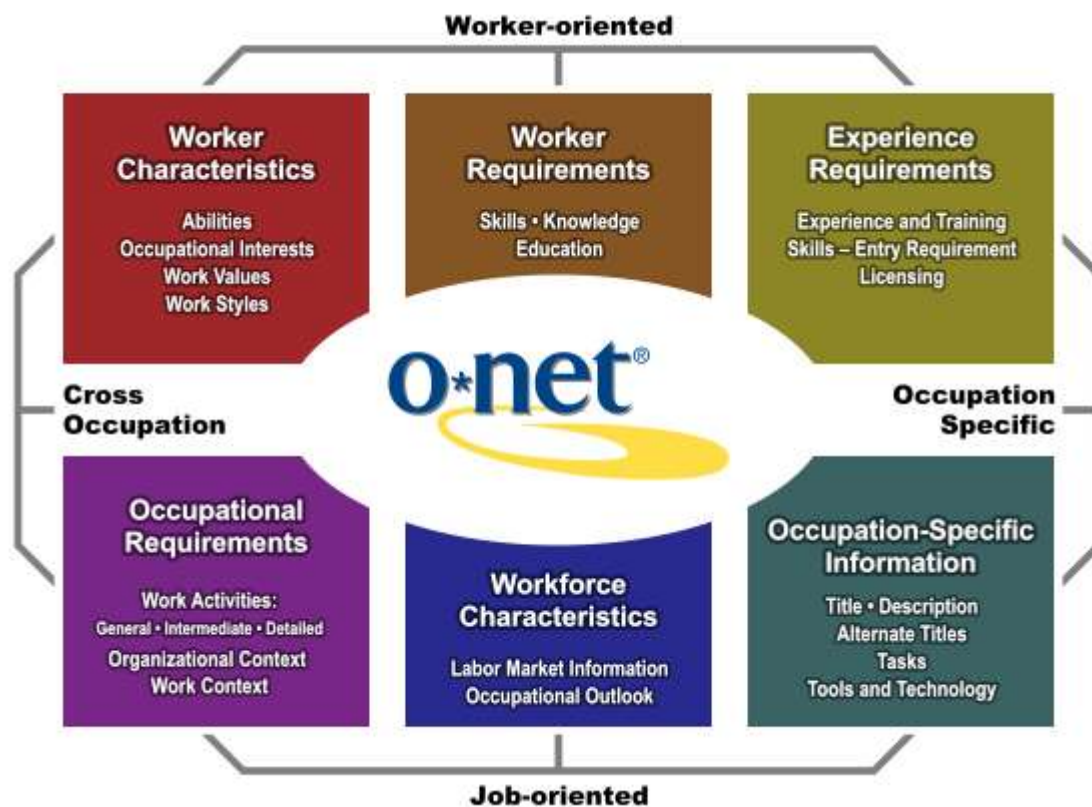 Worker-oriented
Worker
Characteristics
Abilities
Occupational Interests
Work Values
Work Styles
Worker
Requirements
Skills • Knowledge
Education
Experience
Requirements
Experience and Training
Skills – Entry Requirement
Licensing
o*net®
Cross
Occupation
Occupation
Specific
Occupational
Requirements
Work Activities:
General • Intermediate • Detailed
Organizational Context
Work Context
Workforce
Characteristics
Labor Market Information
Occupational Outlook
Occupation-Specific
Information
Title • Description
Alternate Titles
Tasks
Tools and Technology
Job-oriented